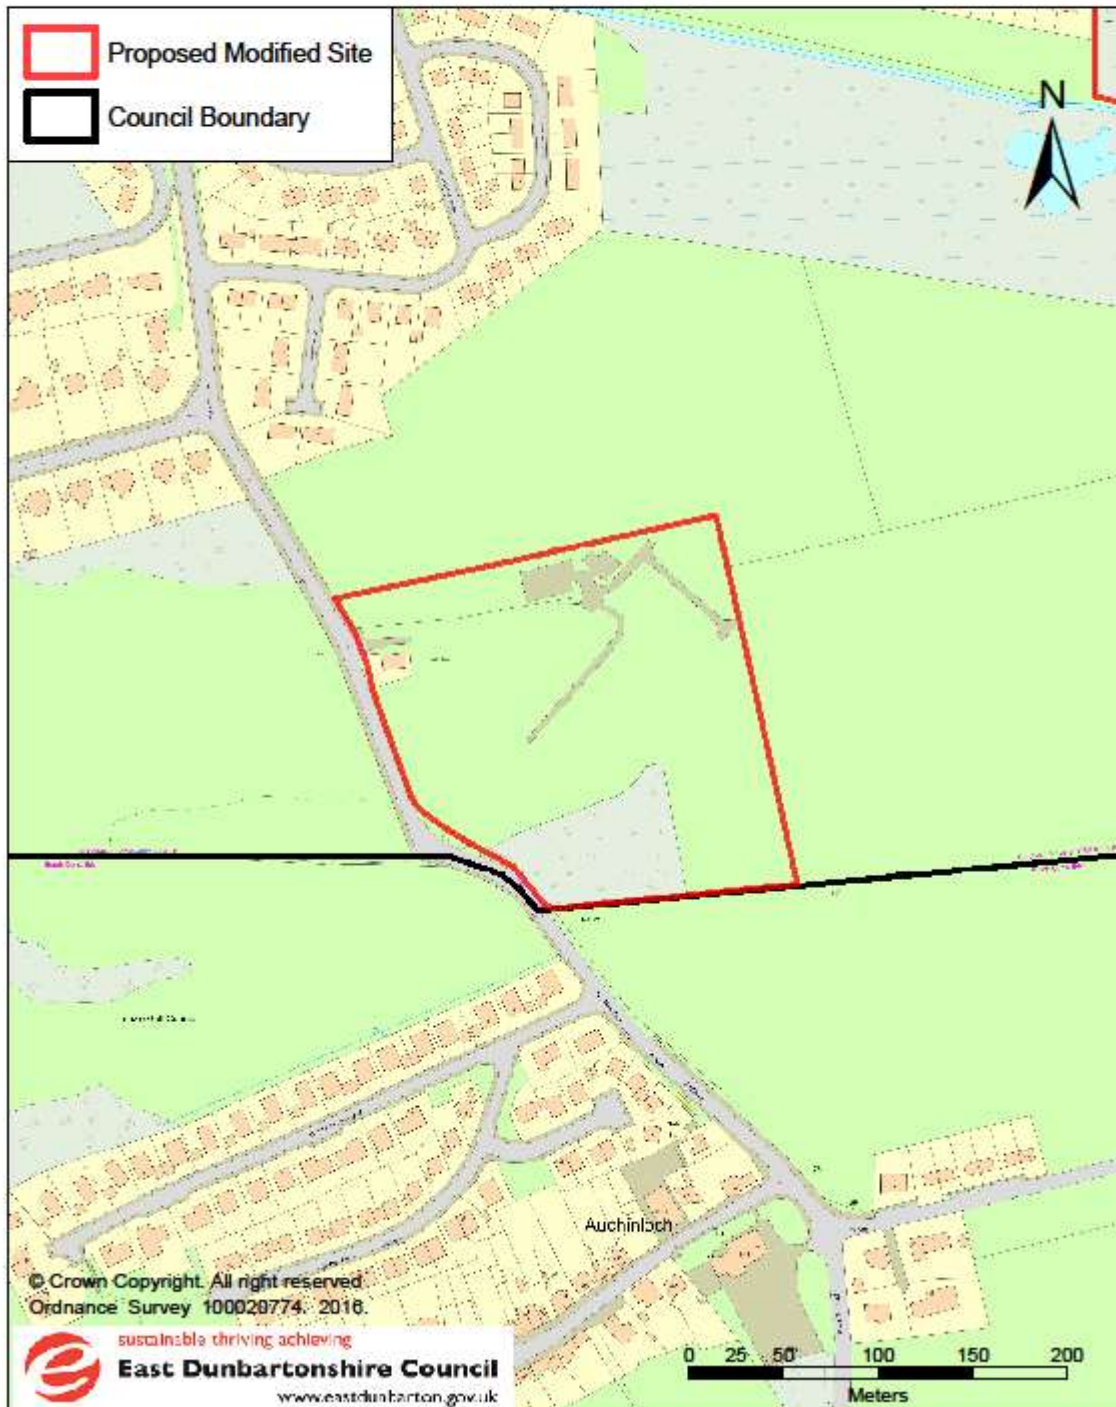 Proposed Modified Site
Council Boundary
N
Auchinloch
© Crown Copyright. All right reserved.
Ordnance Survey 100020774. 2016.
sustainable thriving achieving
East Dunbartonshire Council
www.eastdunbarton.gov.uk
0 25 50 100 150 200
Meters